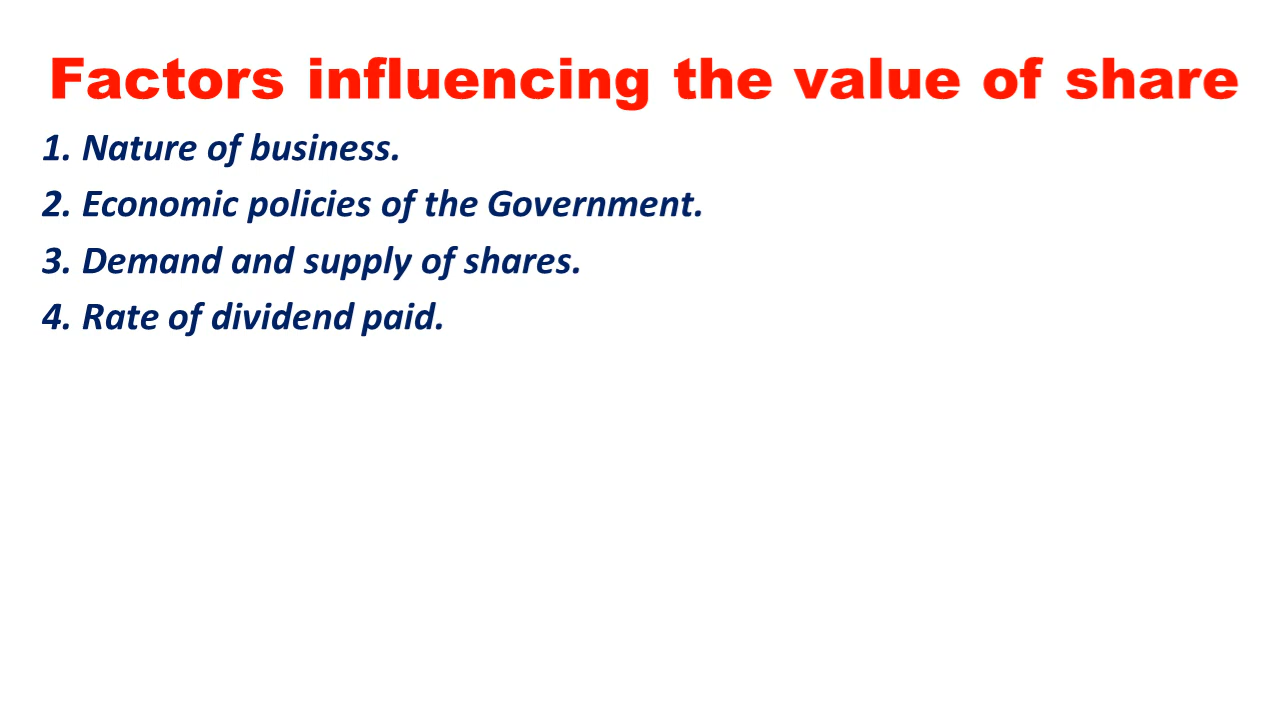 Factors influencing the value of share
1. Nature of business.
2. Economic policies of the Government.
3. Demand and supply of shares.
4. Rate of dividend paid.